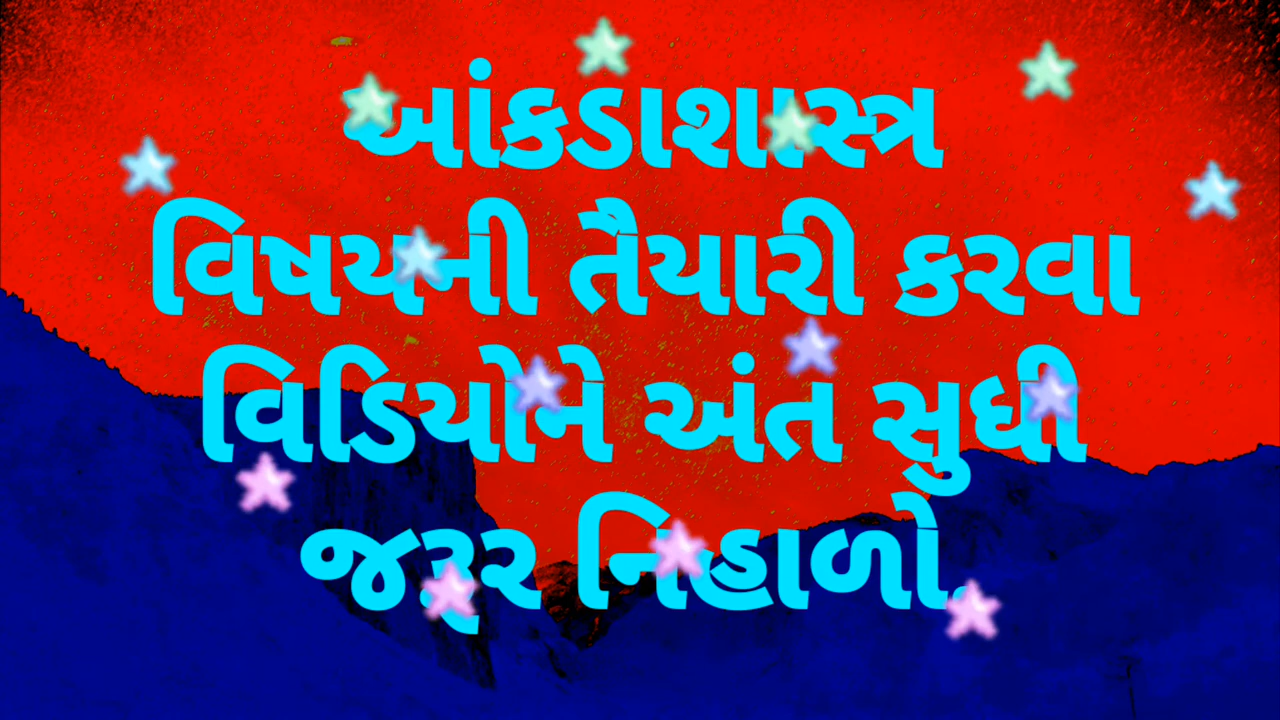 આંકડાશાસ્ત્ર
વિષયની તૈયારી કરવા
વિડિયોને અંત સુધી
જરૂર નિહાળો.